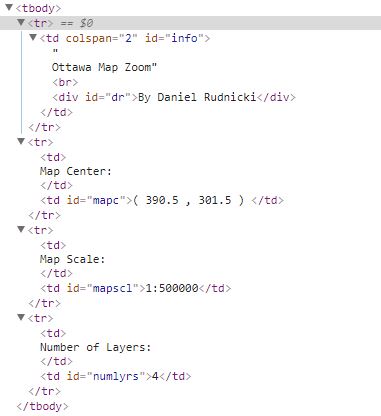 ▼<tbody>
▼<tr> == $0
▼<td colspan="2" id="info">
"
Ottawa Map Zoom"
<br>
<div id="dr">By Daniel Rudnicki</div>
</td>
</tr>
▼<tr>
<td>
Map Center:
</td>
<td id="mapc">( 390.5 , 301.5 ) </td>
</tr>
▼<tr>
<td>
Map Scale:
</td>
<td id="mapscl">1:500000</td>
</tr>
▼<tr>
<td>
Number of Layers:
</td>
<td id="numlyrs">4</td>
</tr>
</tbody>